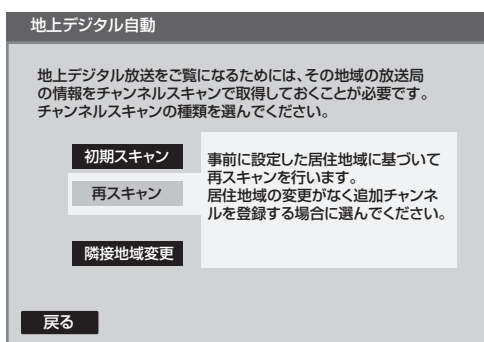 地上デジタル自動
地上デジタル放送をご覧になるためには、その地域の放送局
の情報をチャンネルスキャンで取得しておくことが必要です。
チャンネルスキャンの種類を選んでください。
初期スキャン
再スキャン
隣接地域変更
事前に設定した居住地域に基づいて
再スキャンを行います。
居住地域の変更がなく追加チャンネ
ルを登録する場合に選んでください。
戻る